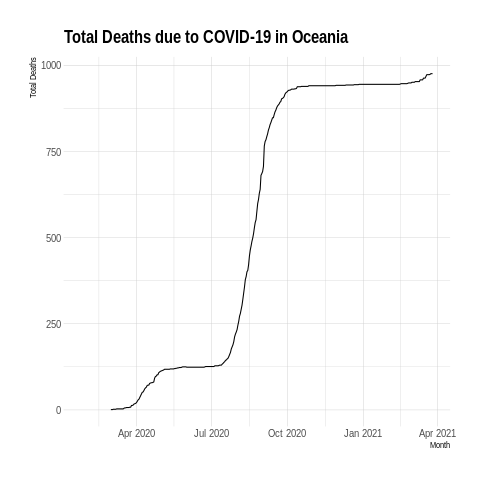 Total Deaths due to COVID-19 in Oceania
Total Deaths
1000
750
500
250
0
Apr 2020 Jul 2020 Oct 2020 Jan 2021 Apr 2021
Month